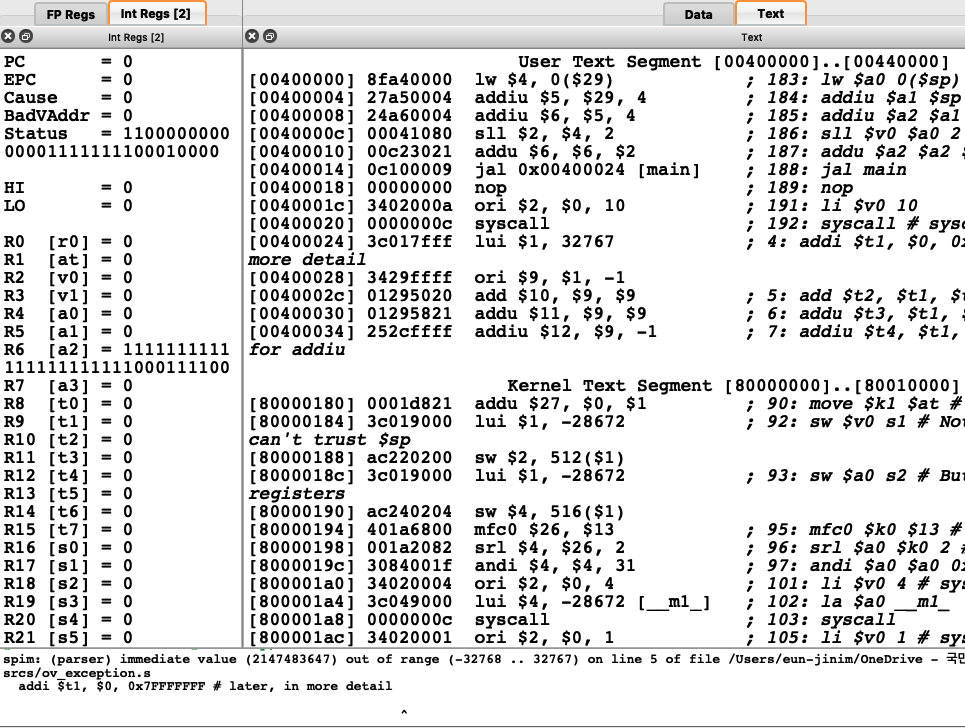 FP Regs
Int Regs [2]
Data
Text
Int Regs [2]
Text
PC = 0
EPC = 0
Cause = 0
BadVAddr = 0
Status = 1100000000
000011111111100010000
HI = 0
LO = 0
R0 [r0] = 0
R1 [at] = 0
R2 [v0] = 0
R3 [v1] = 0
R4 [a0] = 0
R5 [a1] = 0
R6 [a2] = 1111111111
111111111111000111100
R7 [a3] = 0
R8 [t0] = 0
R9 [t1] = 0
R10 [t2] = 0
R11 [t3] = 0
R12 [t4] = 0
R13 [t5] = 0
R14 [t6] = 0
R15 [t7] = 0
R16 [s0] = 0
R17 [s1] = 0
R18 [s2] = 0
R19 [s3] = 0
R20 [s4] = 0
R21 [s5] = 0
User Text Segment [00400000]..[00440000]
[00400000] 8fa40000 lw $4, 0($29) ; 183: lw $a0 0($sp)
[00400004] 27a50004 addiu $5, $29, 4 ; 184: addiu $a1 $sp
[00400008] 24a60004 addiu $6, $5, 4 ; 185: addiu $a2 $a1
[0040000c] 00041080 sll $2, $4, 2 ; 186: sll $v0 $a0 2
[00400010] 00c23021 addu $6, $6, $2 ; 187: addu $a2 $a2 $
[00400014] 0c100009 jal 0x00400024 [main] ; 188: jal main
[00400018] 00000000 nop ; 189: nop
[0040001c] 3402000a ori $2, $0, 10 ; 191: li $v0 10
[00400020] 0000000c syscall ; 192: syscall # sysc
[00400024] 3c017fff lui $1, 32767 ; 4: addi $t1, $0, 0x
more detail
[00400028] 3429ffff ori $9, $1, -1
[0040002c] 01295020 add $10, $9, $9 ; 5: add $t2, $t1, $t
[00400030] 01295821 addu $11, $9, $9 ; 6: addu $t3, $t1, $
[00400034] 252cffff addiu $12, $9, -1 ; 7: addiu $t4, $t1,
for addiu
Kernel Text Segment [80000000]..[80010000]
[80000180] 0001d821 addu $27, $0, $1 ; 90: move $k1 $at #
[80000184] 3c019000 lui $1, -28672 ; 92: sw $v0 s1 # Not
can't trust $sp
[80000188] ac220200 sw $2, 512($1)
[8000018c] 3c019000 lui $1, -28672 ; 93: sw $a0 s2 # But
registers
[80000190] ac240204 sw $4, 516($1)
[80000194] 401a6800 mfc0 $26, $13 ; 95: mfc0 $k0 $13 #
[80000198] 001a2082 srl $4, $26, 2 ; 96: srl $a0 $k0 2 #
[8000019c] 3084001f andi $4, $4, 31 ; 97: andi $a0 $a0 0x
[800001a0] 34020004 ori $2, $0, 4 ; 101: li $v0 4 # sys
[800001a4] 3c049000 lui $4, -28672 [__m1_] ; 102: la $a0 __m1_
[800001a8] 0000000c syscall ; 103: syscall
[800001ac] 34020001 ori $2, $0, 1 ; 105: li $v0 1 # sys
spim: (parser) immediate value (2147483647) out of range (-32768 .. 32767) on line 5 of file /Users/eun-jinim/OneDrive - 국민
srcs/ov_exception.s
addi $t1, $0, 0x7FFFFFFF # later, in more detail
^